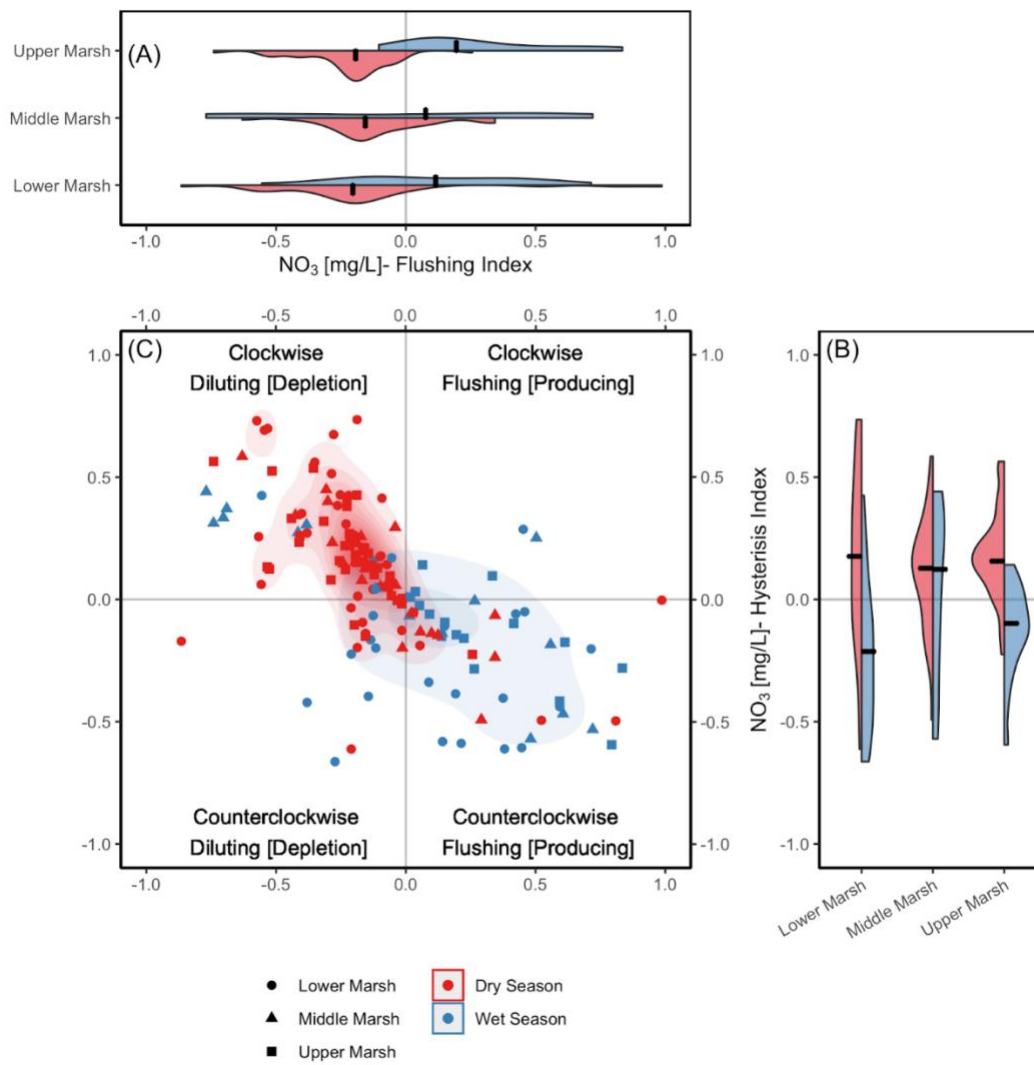 (A)
Upper Marsh
Middle Marsh
Lower Marsh
-1.0 -0.5 0.0 0.5 1.0
NO3 [mg/L]- Flushing Index
-1.0 -0.5 0.0 0.5 1.0
(C)
Clockwise
Diluting [Depletion]
Clockwise
Flushing [Producing]
1.0
0.5
0.0
-0.5
-1.0
Counterclockwise
Diluting [Depletion]
Counterclockwise
Flushing [Producing]
1.0
0.5
0.0
-0.5
-1.0
-1.0 -0.5 0.0 0.5 1.0
(B)
NO3 [mg/L]- Hysterisis Index
1.0
0.5
0.0
-0.5
-1.0
Lower Marsh
Middle Marsh
Upper Marsh
Lower Marsh
Middle Marsh
Upper Marsh
Dry Season
Wet Season